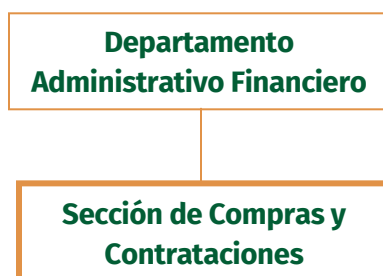 Departamento
Administrativo Financiero
Sección de Compras y
Contrataciones